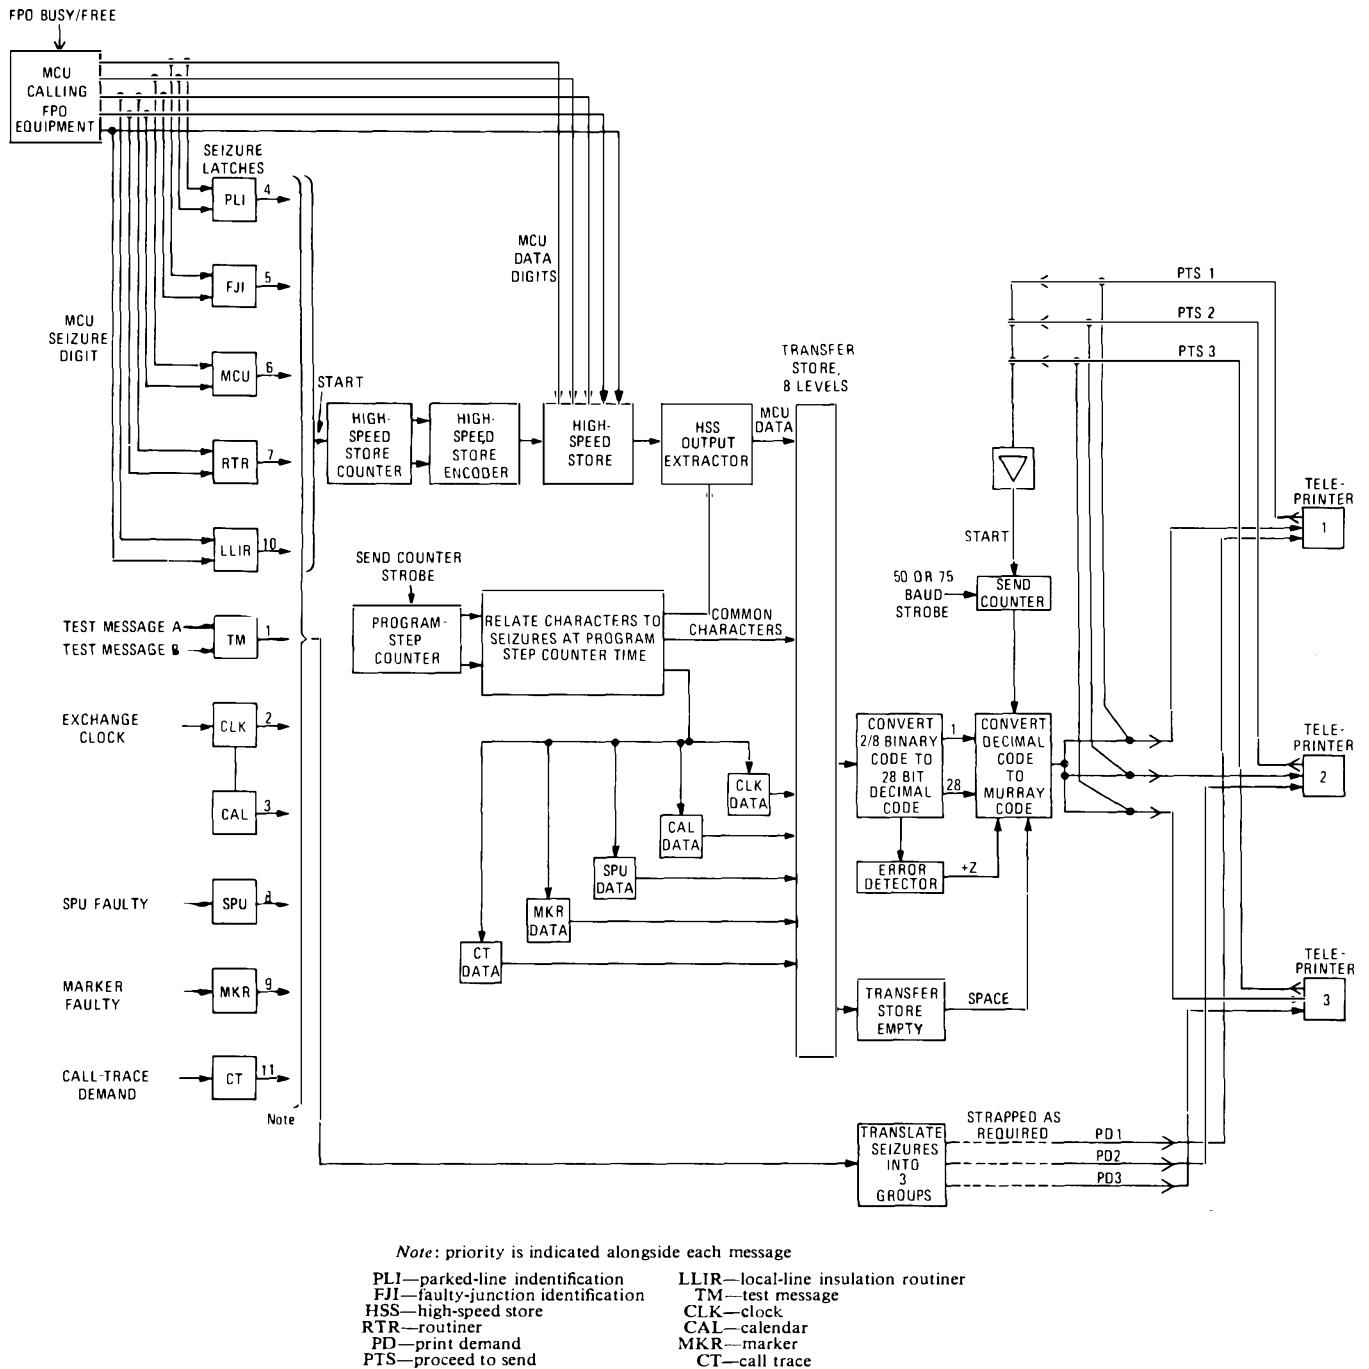 FPO BUSY/FREE
MCU
CALLING
FPO
EQUIPMENT
SEIZURE
LATCHES
PLI
4
FJI
5
MCU
SEIZURE
DIGIT
MCU
6
RTR
7
LLIR
10
START
HIGH-
SPEED
STORE
COUNTER
HIGH-
SPEED
STORE
ENCODER
MCU
DATA
DIGITS
HIGH-
SPEED
STORE
HSS
OUTPUT
EXTRACTOR
MCU
DATA
TRANSFER
STORE,
8 LEVELS
PTS 1
PTS 2
PTS 3
START
50 OR 75
BAUD
STROBE
SEND
COUNTER
TELE-
PRINTER
1
SEND COUNTER
STROBE
PROGRAM-
STEP
COUNTER
RELATE CHARACTERS TO
SEIZURES AT PROGRAM
STEP COUNTER TIME
COMMON
CHARACTERS
TEST MESSAGE A
TEST MESSAGE B
TM
1
EXCHANGE
CLOCK
CLK
2
CAL
3
SPU FAULTY
SPU
8
MARKER
FAULTY
MKR
9
CALL-TRACE
DEMAND
CT
11
Note
CLK
DATA
CAL
DATA
SPU
DATA
MKR
DATA
CT
DATA
CONVERT
2/8 BINARY
CODE TO
28 BIT
DECIMAL
CODE
1
28
CONVERT
DECIMAL
CODE
TO
MURRAY
CODE
ERROR
DETECTOR
+Z
TRANSFER
STORE
EMPTY
SPACE
TELE-
PRINTER
2
TELE-
PRINTER
3
TRANSLATE
SEIZURES
INTO
3
GROUPS
STRAPPED AS
REQUIRED
PD1
PD2
PD3
Note: priority is indicated alongside each message
PLI—parked-line indentification
FJI—faulty-junction identification
HSS—high-speed store
RTR—routiner
PD—print demand
PTS—proceed to send
LLIR—local-line insulation routiner
TM—test message
CLK—clock
CAL—calendar
MKR—marker
CT—call trace